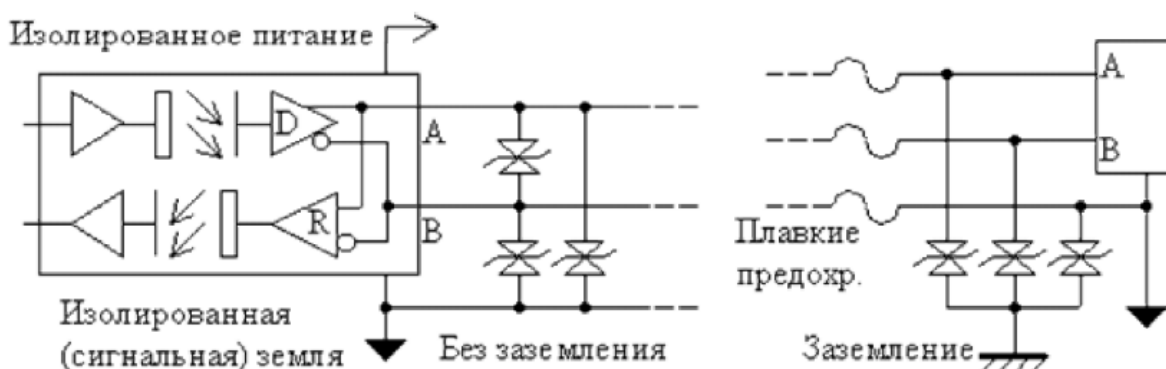 Изолированное питание
D
A
R
B
Изолированная
(сигнальная) земля
Без заземления
A
B
Плавкие
предохр.
Заземление